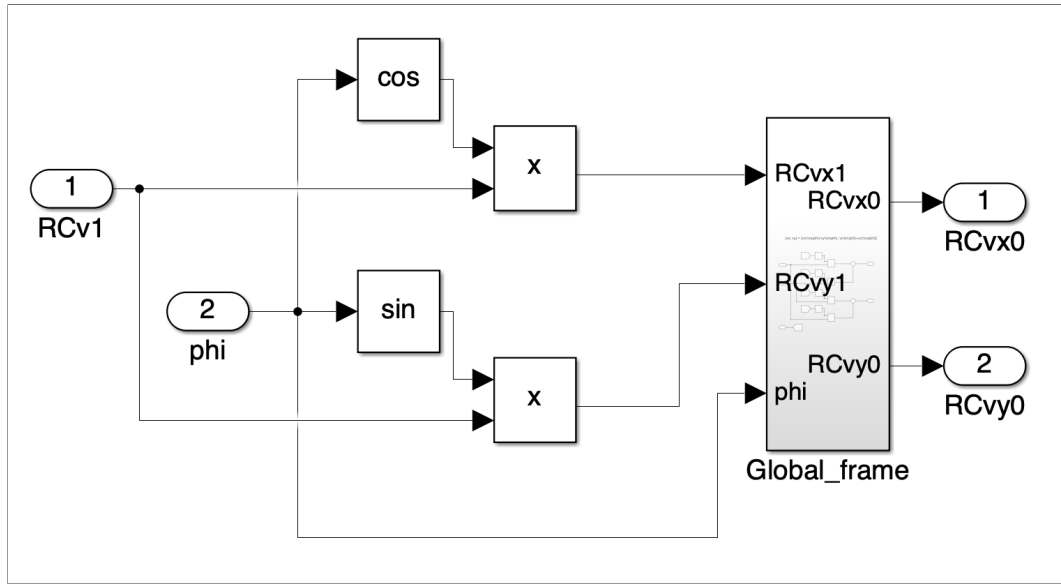 cos
x
1
RCv1
sin
2
phi
x
RCvx1
RCvx0
RCvy1
RCvy0
phi
Global_frame
1
RCvx0
2
RCvy0